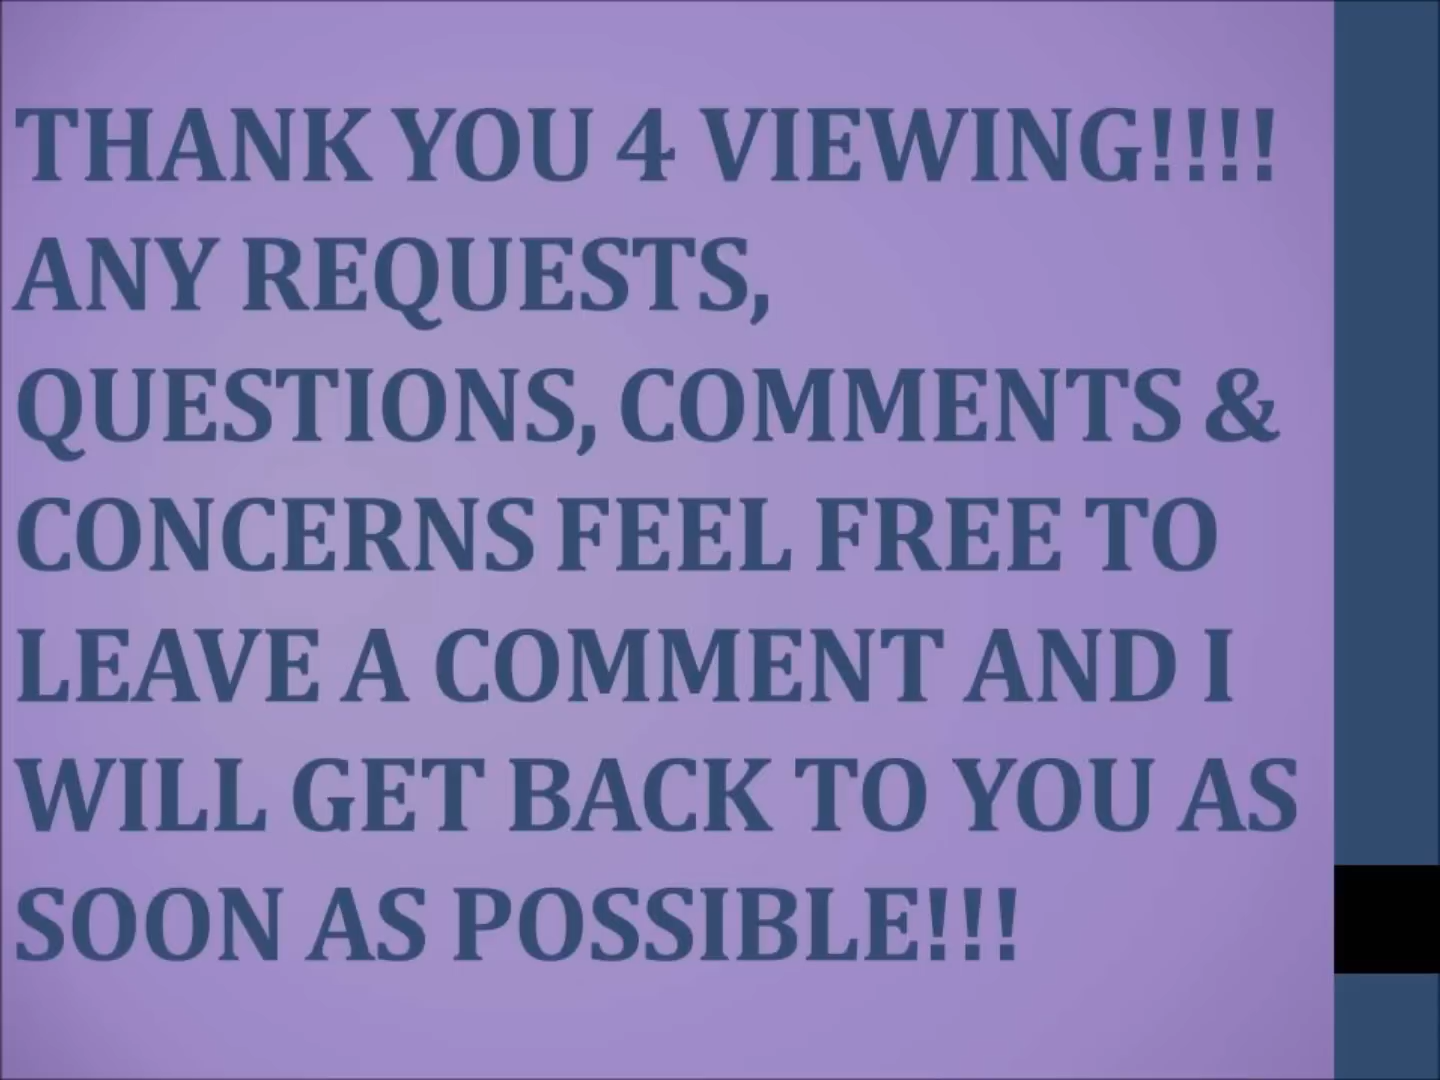 THANK YOU 4 VIEWING!!!!
ANY REQUESTS,
QUESTIONS, COMMENTS &
CONCERNS FEEL FREE TO
LEAVE A COMMENT AND I
WILL GET BACK TO YOU AS
SOON AS POSSIBLE!!!